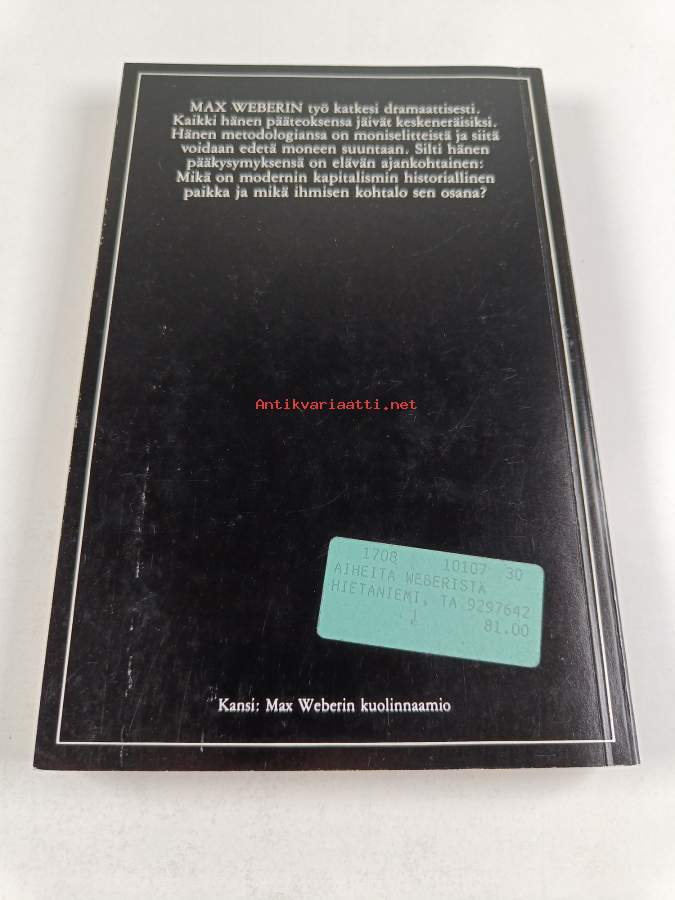 MAX WEBERIN työ katkesi dramaattisesti.
Kaikki hänen pääteoksensa jäivät keskeneräisiksi.
Hänen metodologiansa on moniselitteistä ja siitä
voidaan edetä moneen suuntaan. Silti hänen
pääkysymyksensä on elävän ajankohtainen:
Mikä on modernin kapitalismin historiallinen
paikka ja mikä ihmisen kohtalo sen osana?
Antikvariaatti.net
1708 10107 30
AIHEITA WEBERISTA
HIETANIEMI, TA 9297642
81.00
Kansi: Max Weberin kuolinnaamio